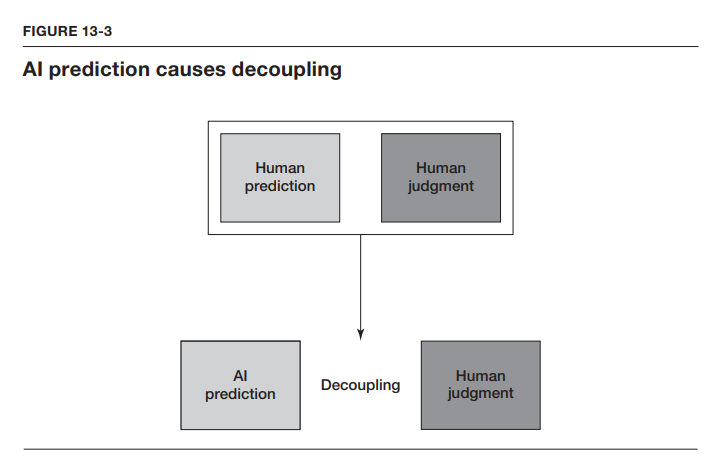 FIGURE 13-3
AI prediction causes decoupling
Human
prediction
Human
judgment
AI
prediction
Decoupling
Human
judgment